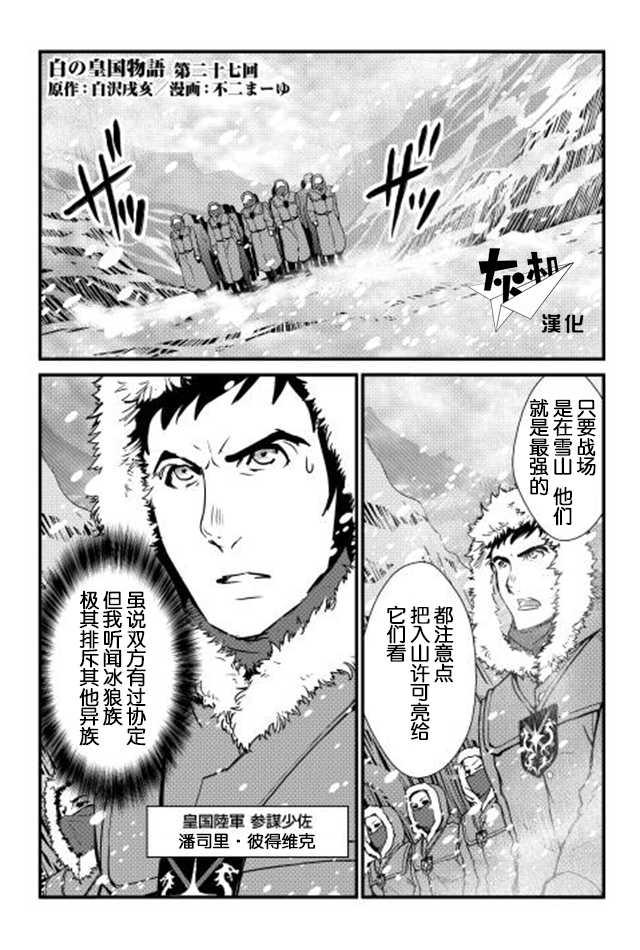 白の皇国物語 第二十七回
原作：白沢戌亥／漫画：不二まーゆ
ザッ
ザッ
灰机
漢化
只要战场
是在雪山 他们
就是最强的
都注意点
把入山许可亮给
它们看
虽说双方有过协定
但我听闻冰狼族
极其排斥其他异族
皇国陸軍 参謀少佐
潘司里·彼得维克